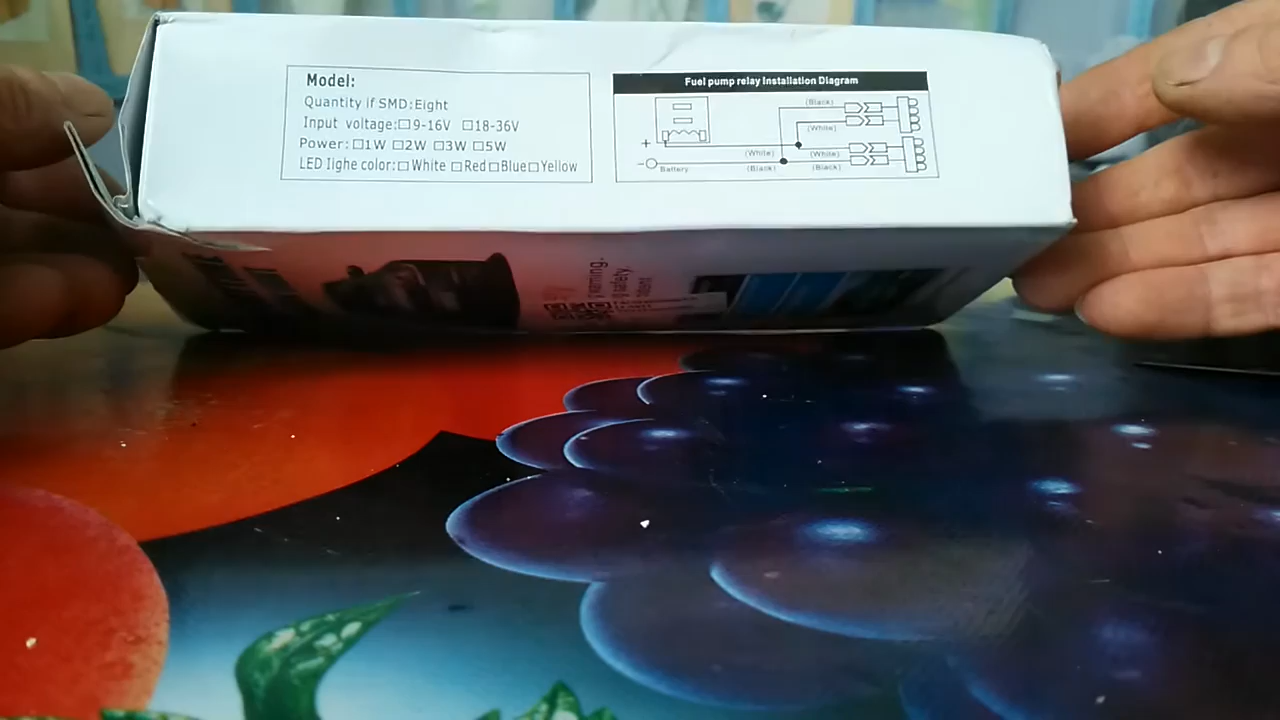 Model:
Quantity if SMD:Eight
Input voltage:☐9-16V ☐18-36V
Power:☐1W ☐2W ☐3W ☐5W
LED lighe color:☐White ☐Red☐Blue☐Yellow
Fuel pump relay Installation Diagram
(Black)
(White)
+
(White)
(White)
−
Battery
(Black)
(Black)